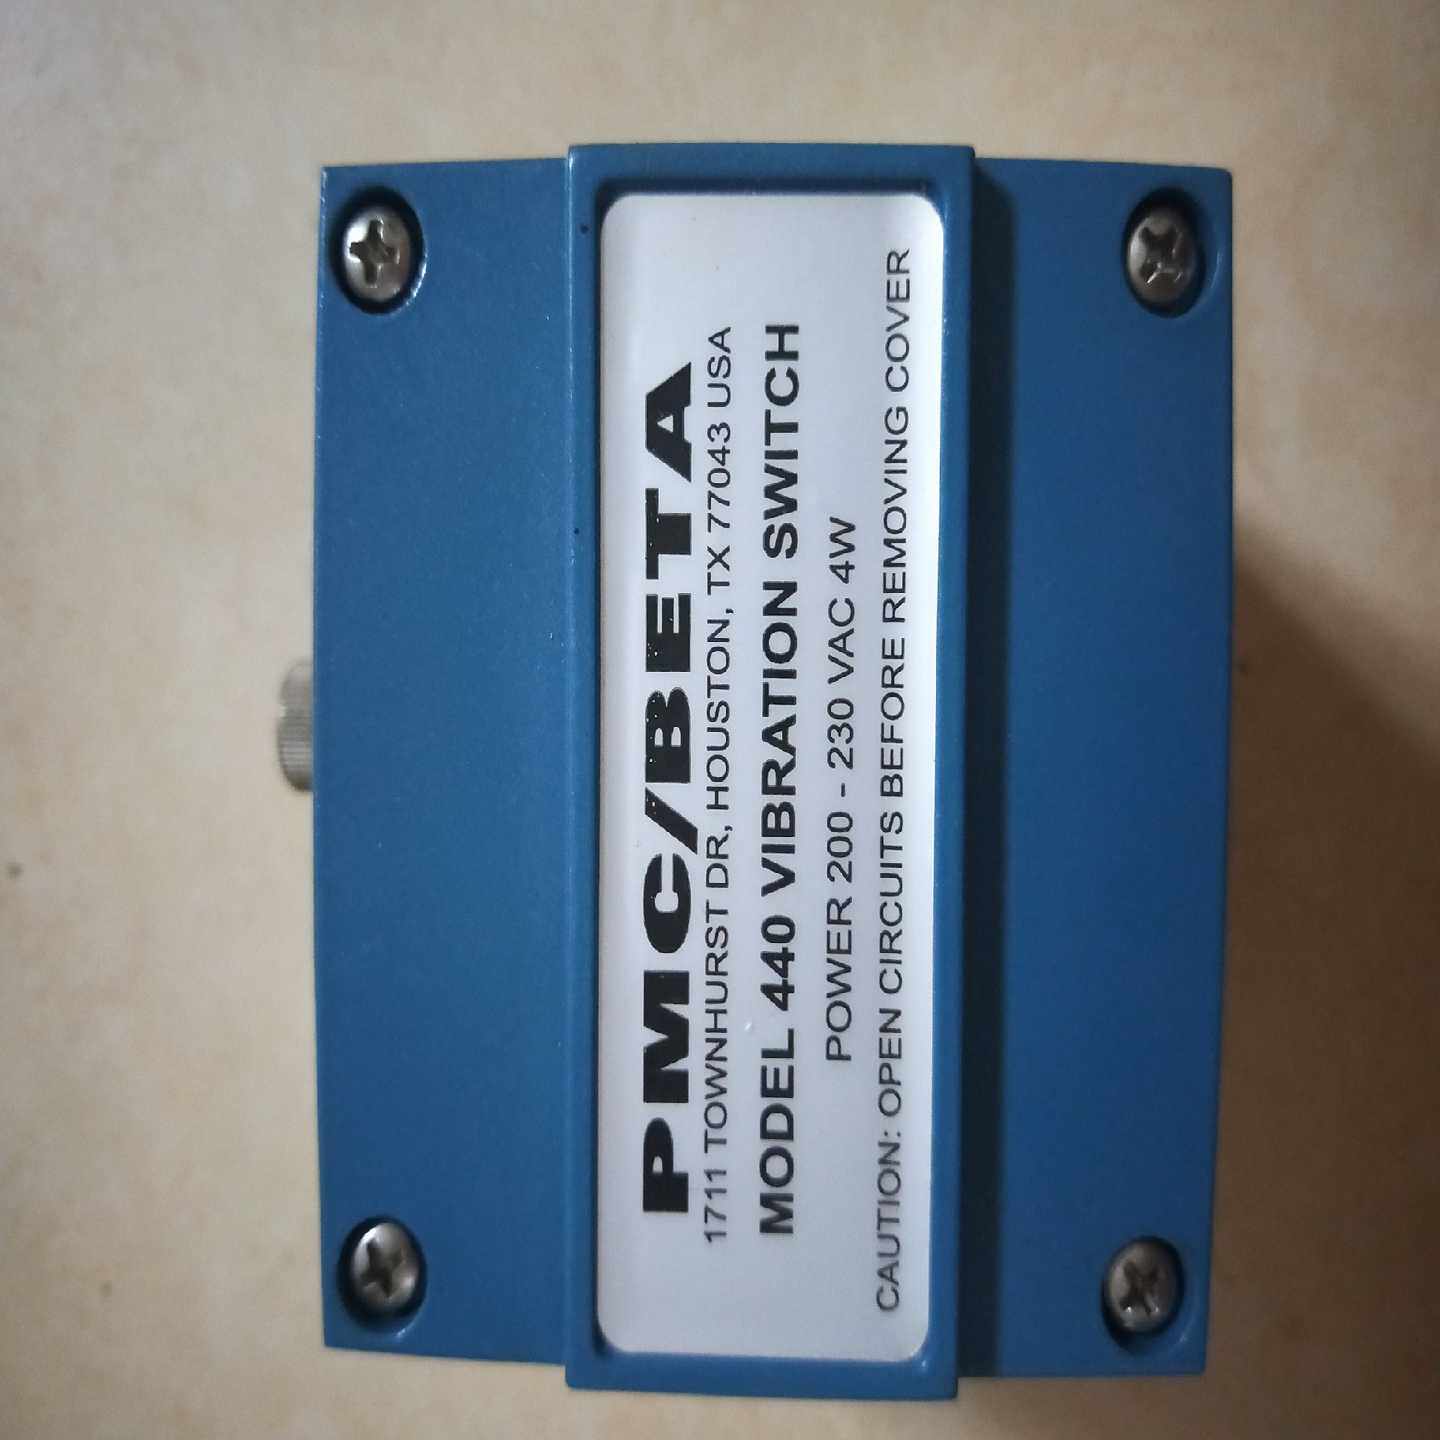 PMC/BETA
17111 TOWNHURST DR, HOUSTON, TX 77043 USA
MODEL 440 VIBRATION SWITCH
POWER 200 - 230 VAC 4W
CAUTION: OPEN CIRCUITS BEFORE REMOVING COVER